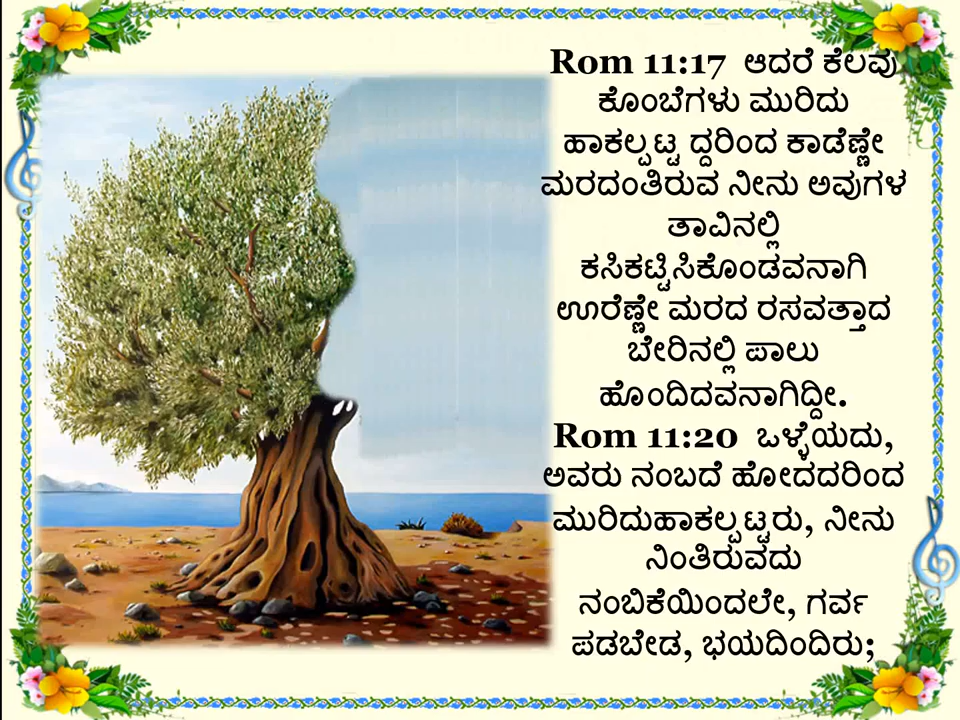 Rom 11:17 ಆದರೆ ಕೆಲವು
ಕೊಂಬೆಗಳು ಮುರಿದು
ಹಾಕಲ್ಪಟ್ಟ ದ್ದರಿಂದ ಕಾಡೆಣ್ಣೇ
ಮರದಂತಿರುವ ನೀನು ಅವುಗಳ
ತಾವಿನಲ್ಲಿ
ಕಸಿಕಟ್ಟಿಸಿಕೊಂಡವನಾಗಿ
ಊರೆಣ್ಣೇ ಮರದ ರಸವತ್ತಾದ
ಬೇರಿನಲ್ಲಿ ಪಾಲು
ಹೊಂದಿದವನಾಗಿದ್ದೀ.
Rom 11:20 ಒಳ್ಳೆಯದು,
ಅವರು ನಂಬದೆ ಹೋದದರಿಂದ
ಮುರಿದುಹಾಕಲ್ಪಟ್ಟರು, ನೀನು
ನಿಂತಿರುವದು
ನಂಬಿಕೆಯಿಂದಲೇ, ಗರ್ವ
ಪಡಬೇಡ, ಭಯದಿಂದಿರು;